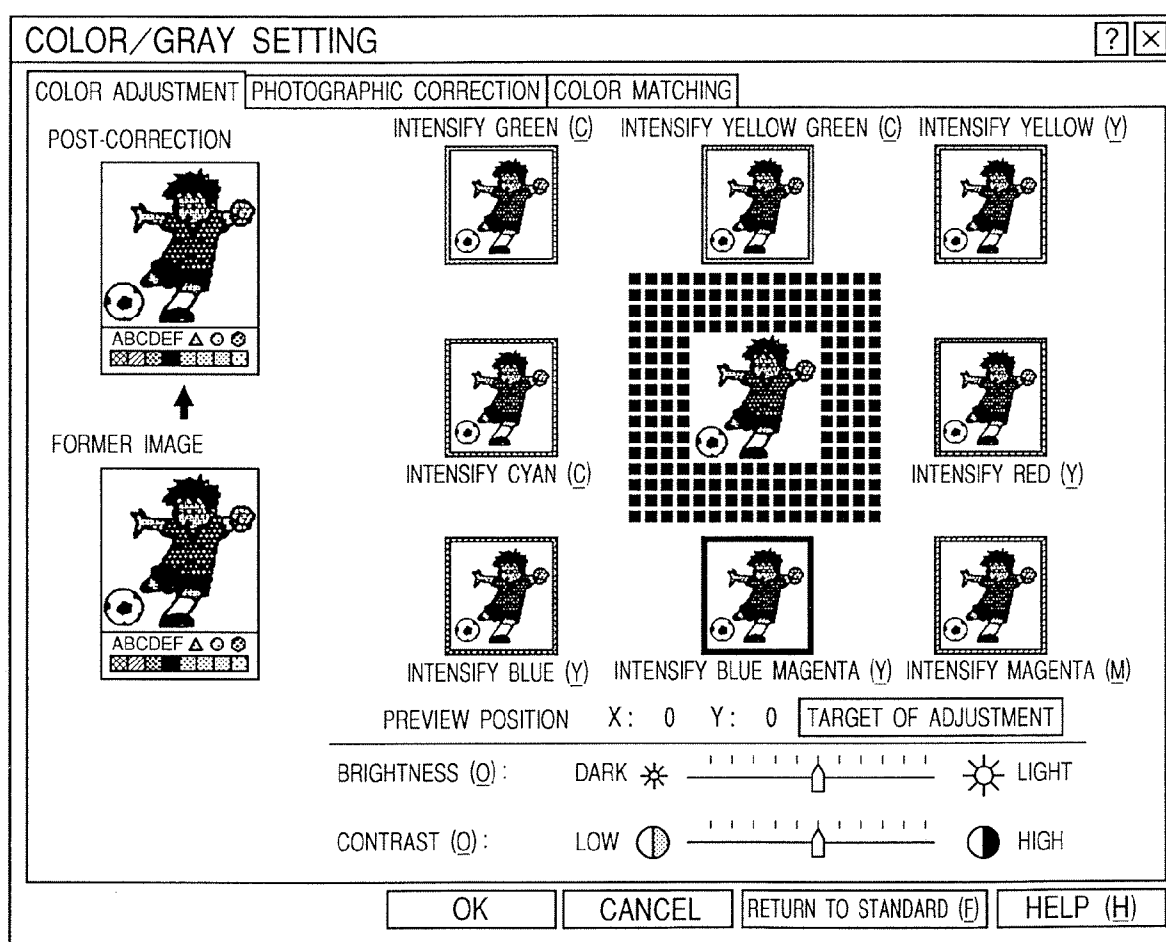 COLOR/GRAY SETTING ? ×
COLOR ADJUSTMENT PHOTOGRAPHIC CORRECTION COLOR MATCHING
POST-CORRECTION
ABCDEF
FORMER IMAGE
ABCDEF
INTENSIFY GREEN (C) INTENSIFY YELLOW GREEN (C) INTENSIFY YELLOW (Y)
INTENSIFY CYAN (C) INTENSIFY RED (Y)
INTENSIFY BLUE (Y) INTENSIFY BLUE MAGENTA (Y) INTENSIFY MAGENTA (M)
PREVIEW POSITION X: 0 Y: 0 TARGET OF ADJUSTMENT
BRIGHTNESS (O): DARK LIGHT
CONTRAST (O): LOW HIGH
OK CANCEL RETURN TO STANDARD (F) HELP (H)